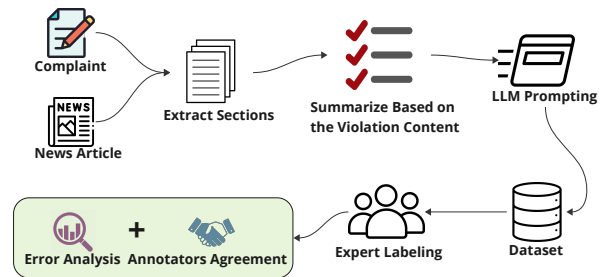 Complaint
NEWS
News Article
Extract Sections
Summarize Based on
the Violation Content
LLM Prompting
Dataset
Expert Labeling
Error Analysis
+
Annotators Agreement